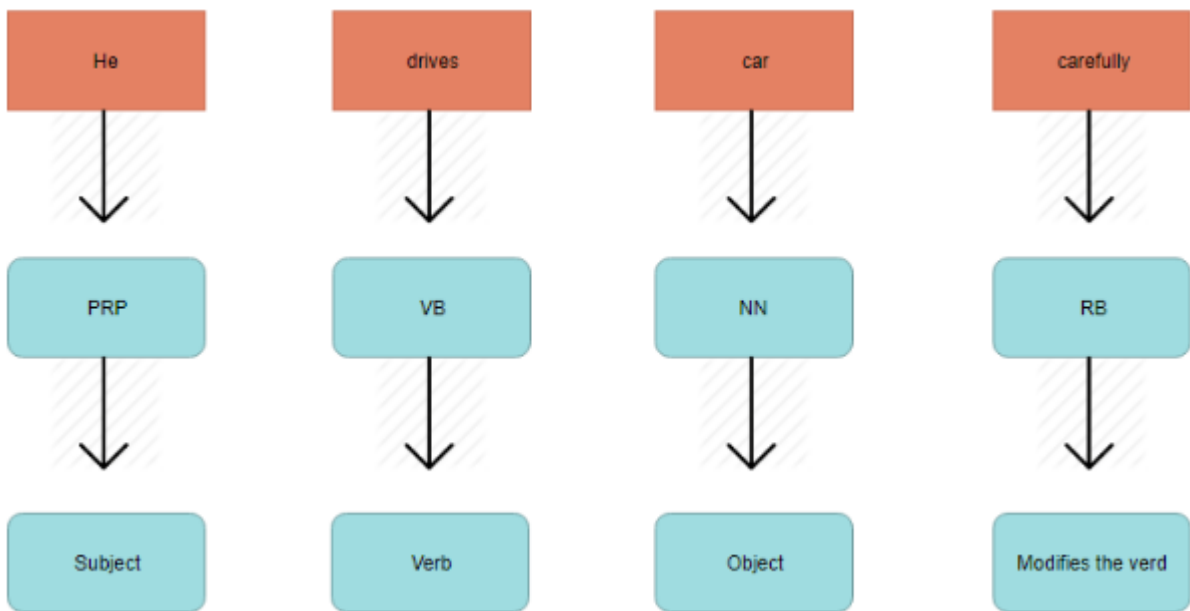 He drives car carefully
PRP VB NN RB
Subject Verb Object Modifies the verd